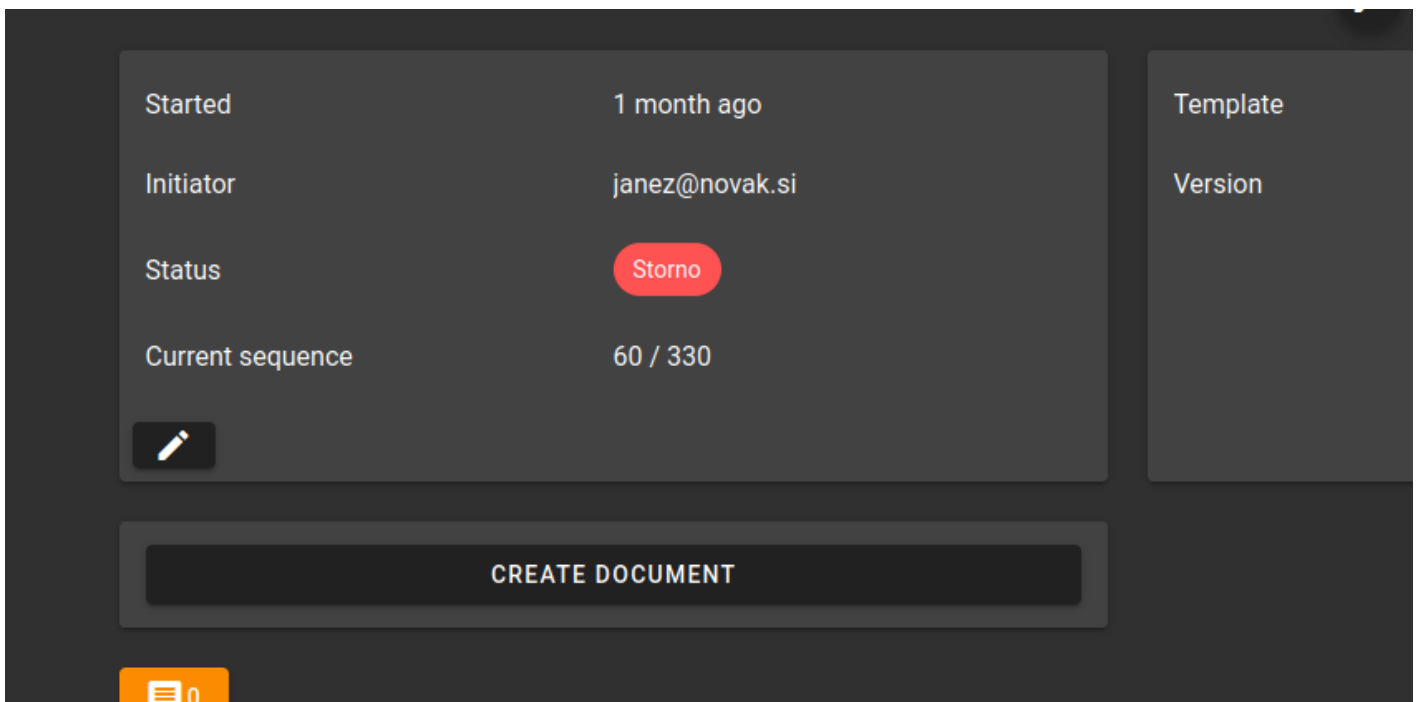 Started 1 month ago
Initiator janez@novak.si
Status Storno
Current sequence 60 / 330
Template
Version
CREATE DOCUMENT
0